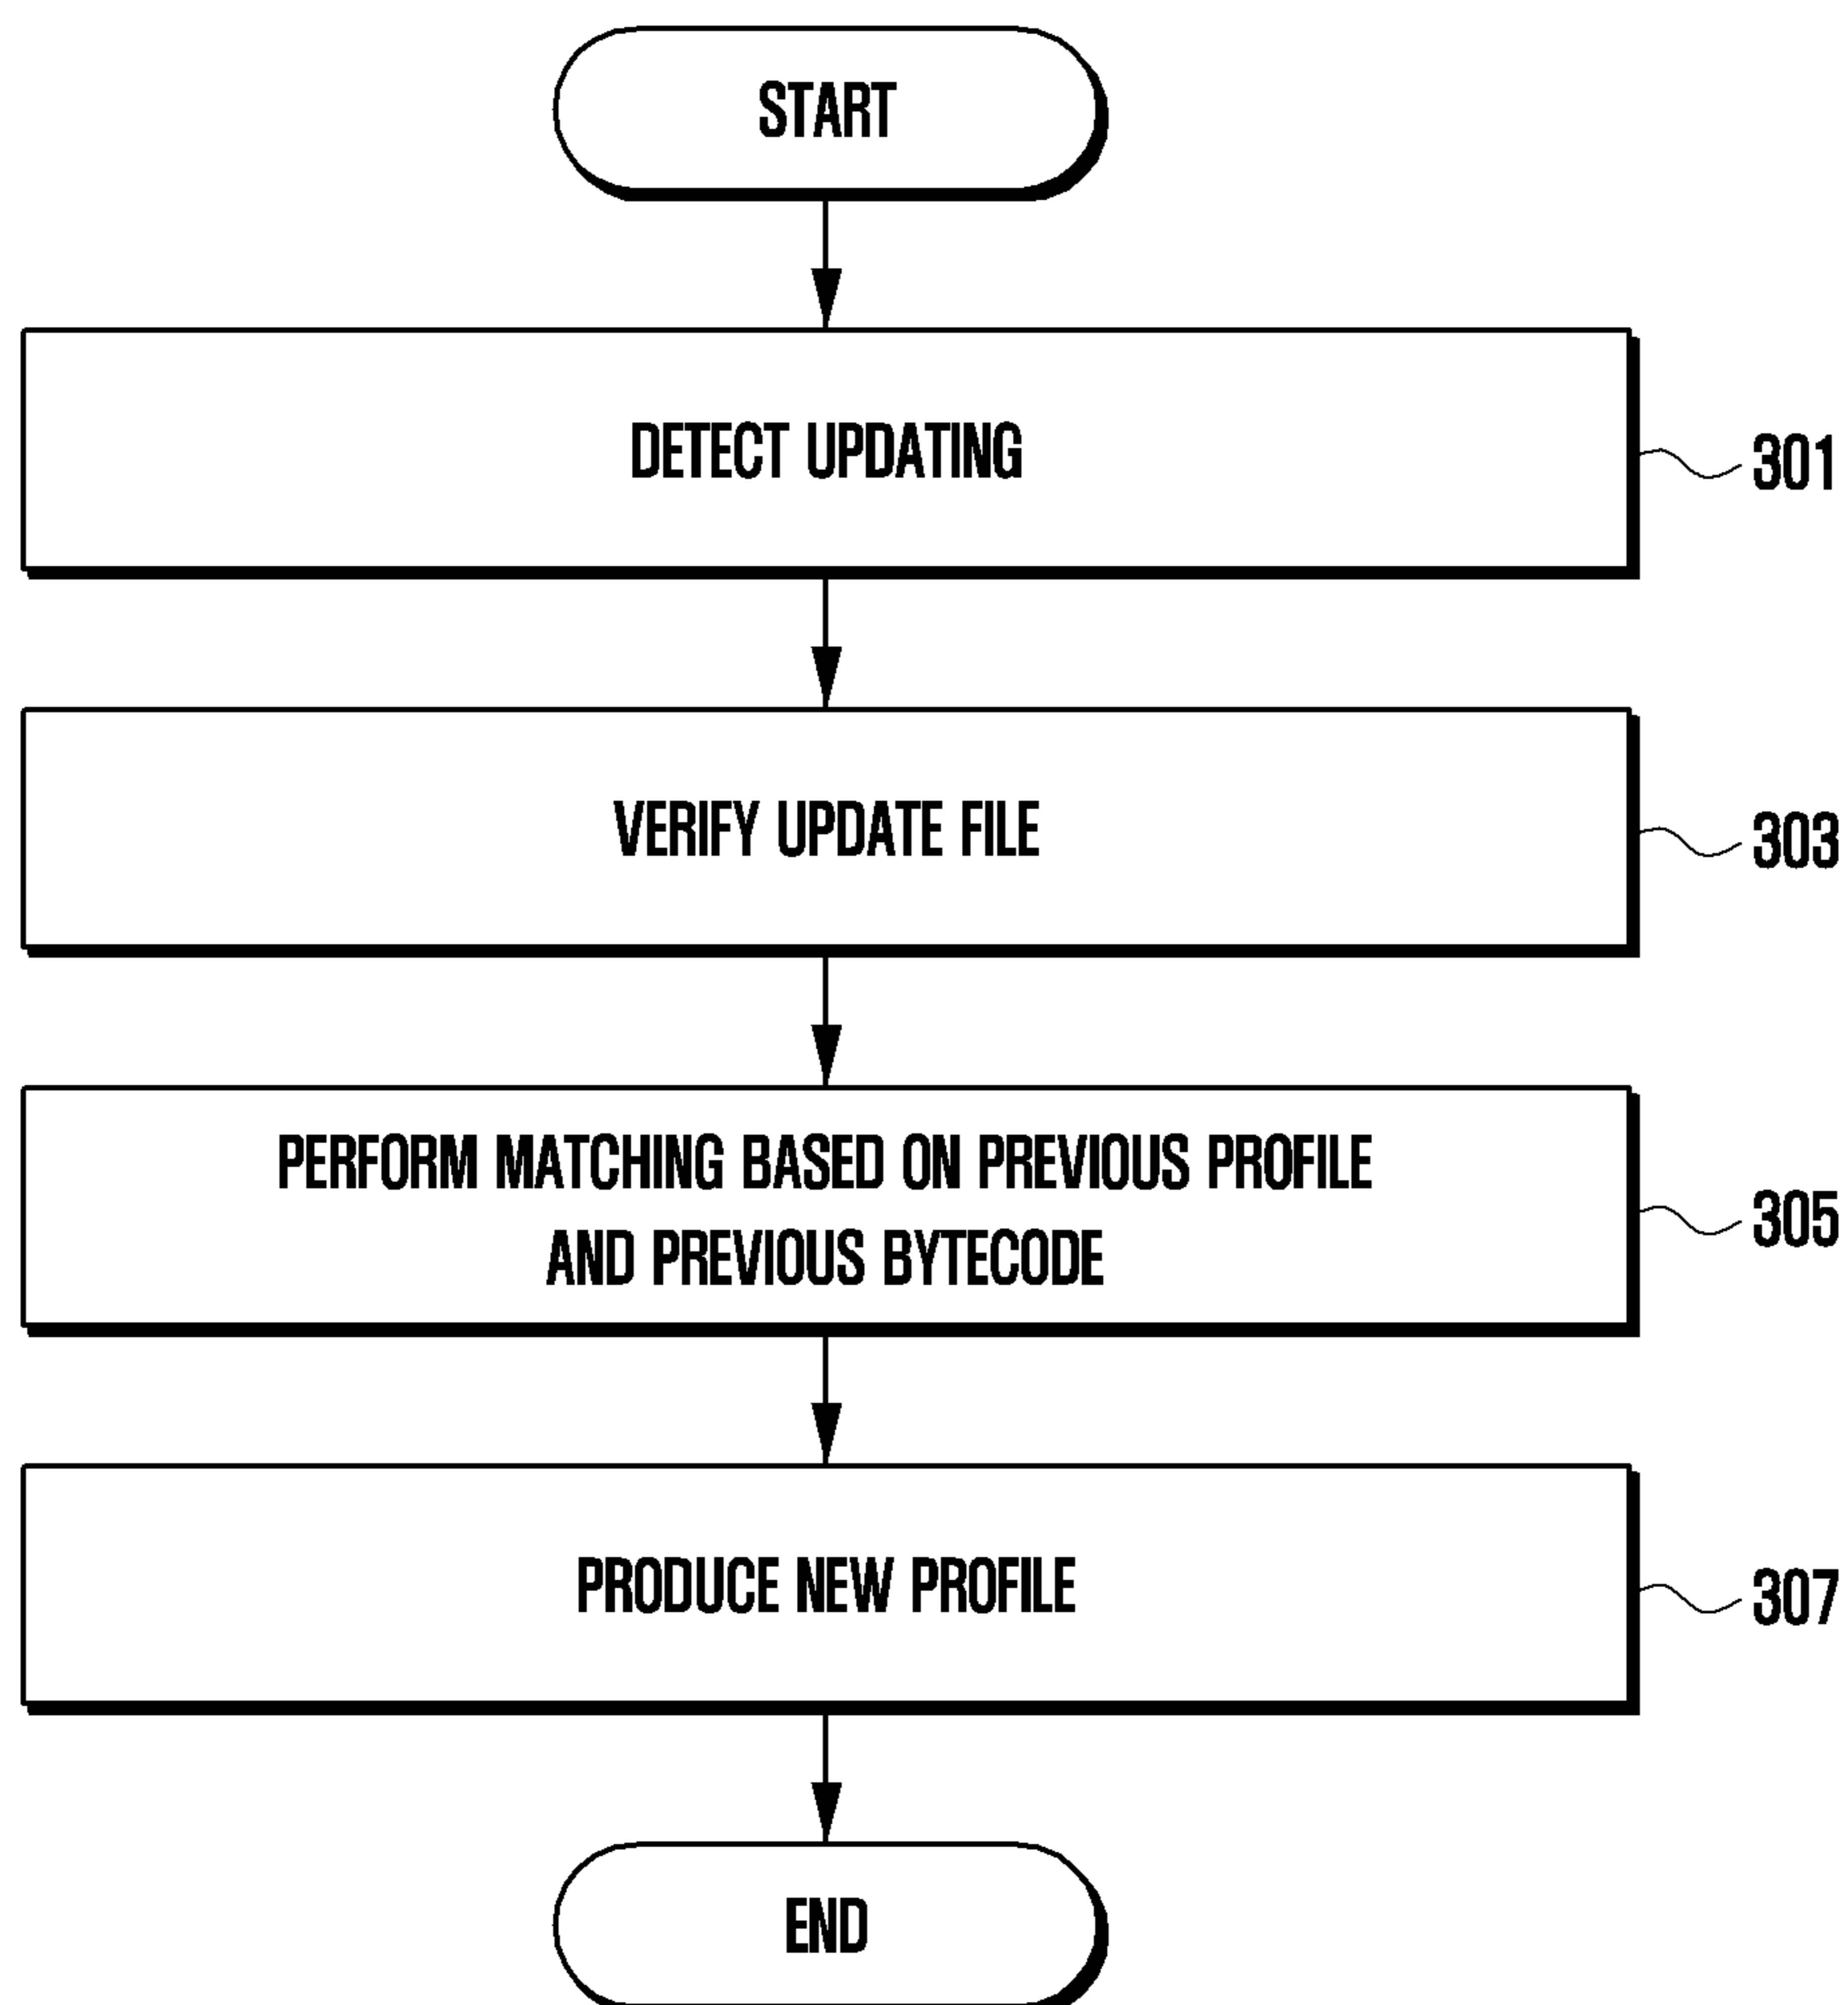 START
DETECT UPDATING
301
VERIFY UPDATE FILE
303
PERFORM MATCHING BASED ON PREVIOUS PROFILE
AND PREVIOUS BYTECODE
305
PRODUCE NEW PROFILE
307
END